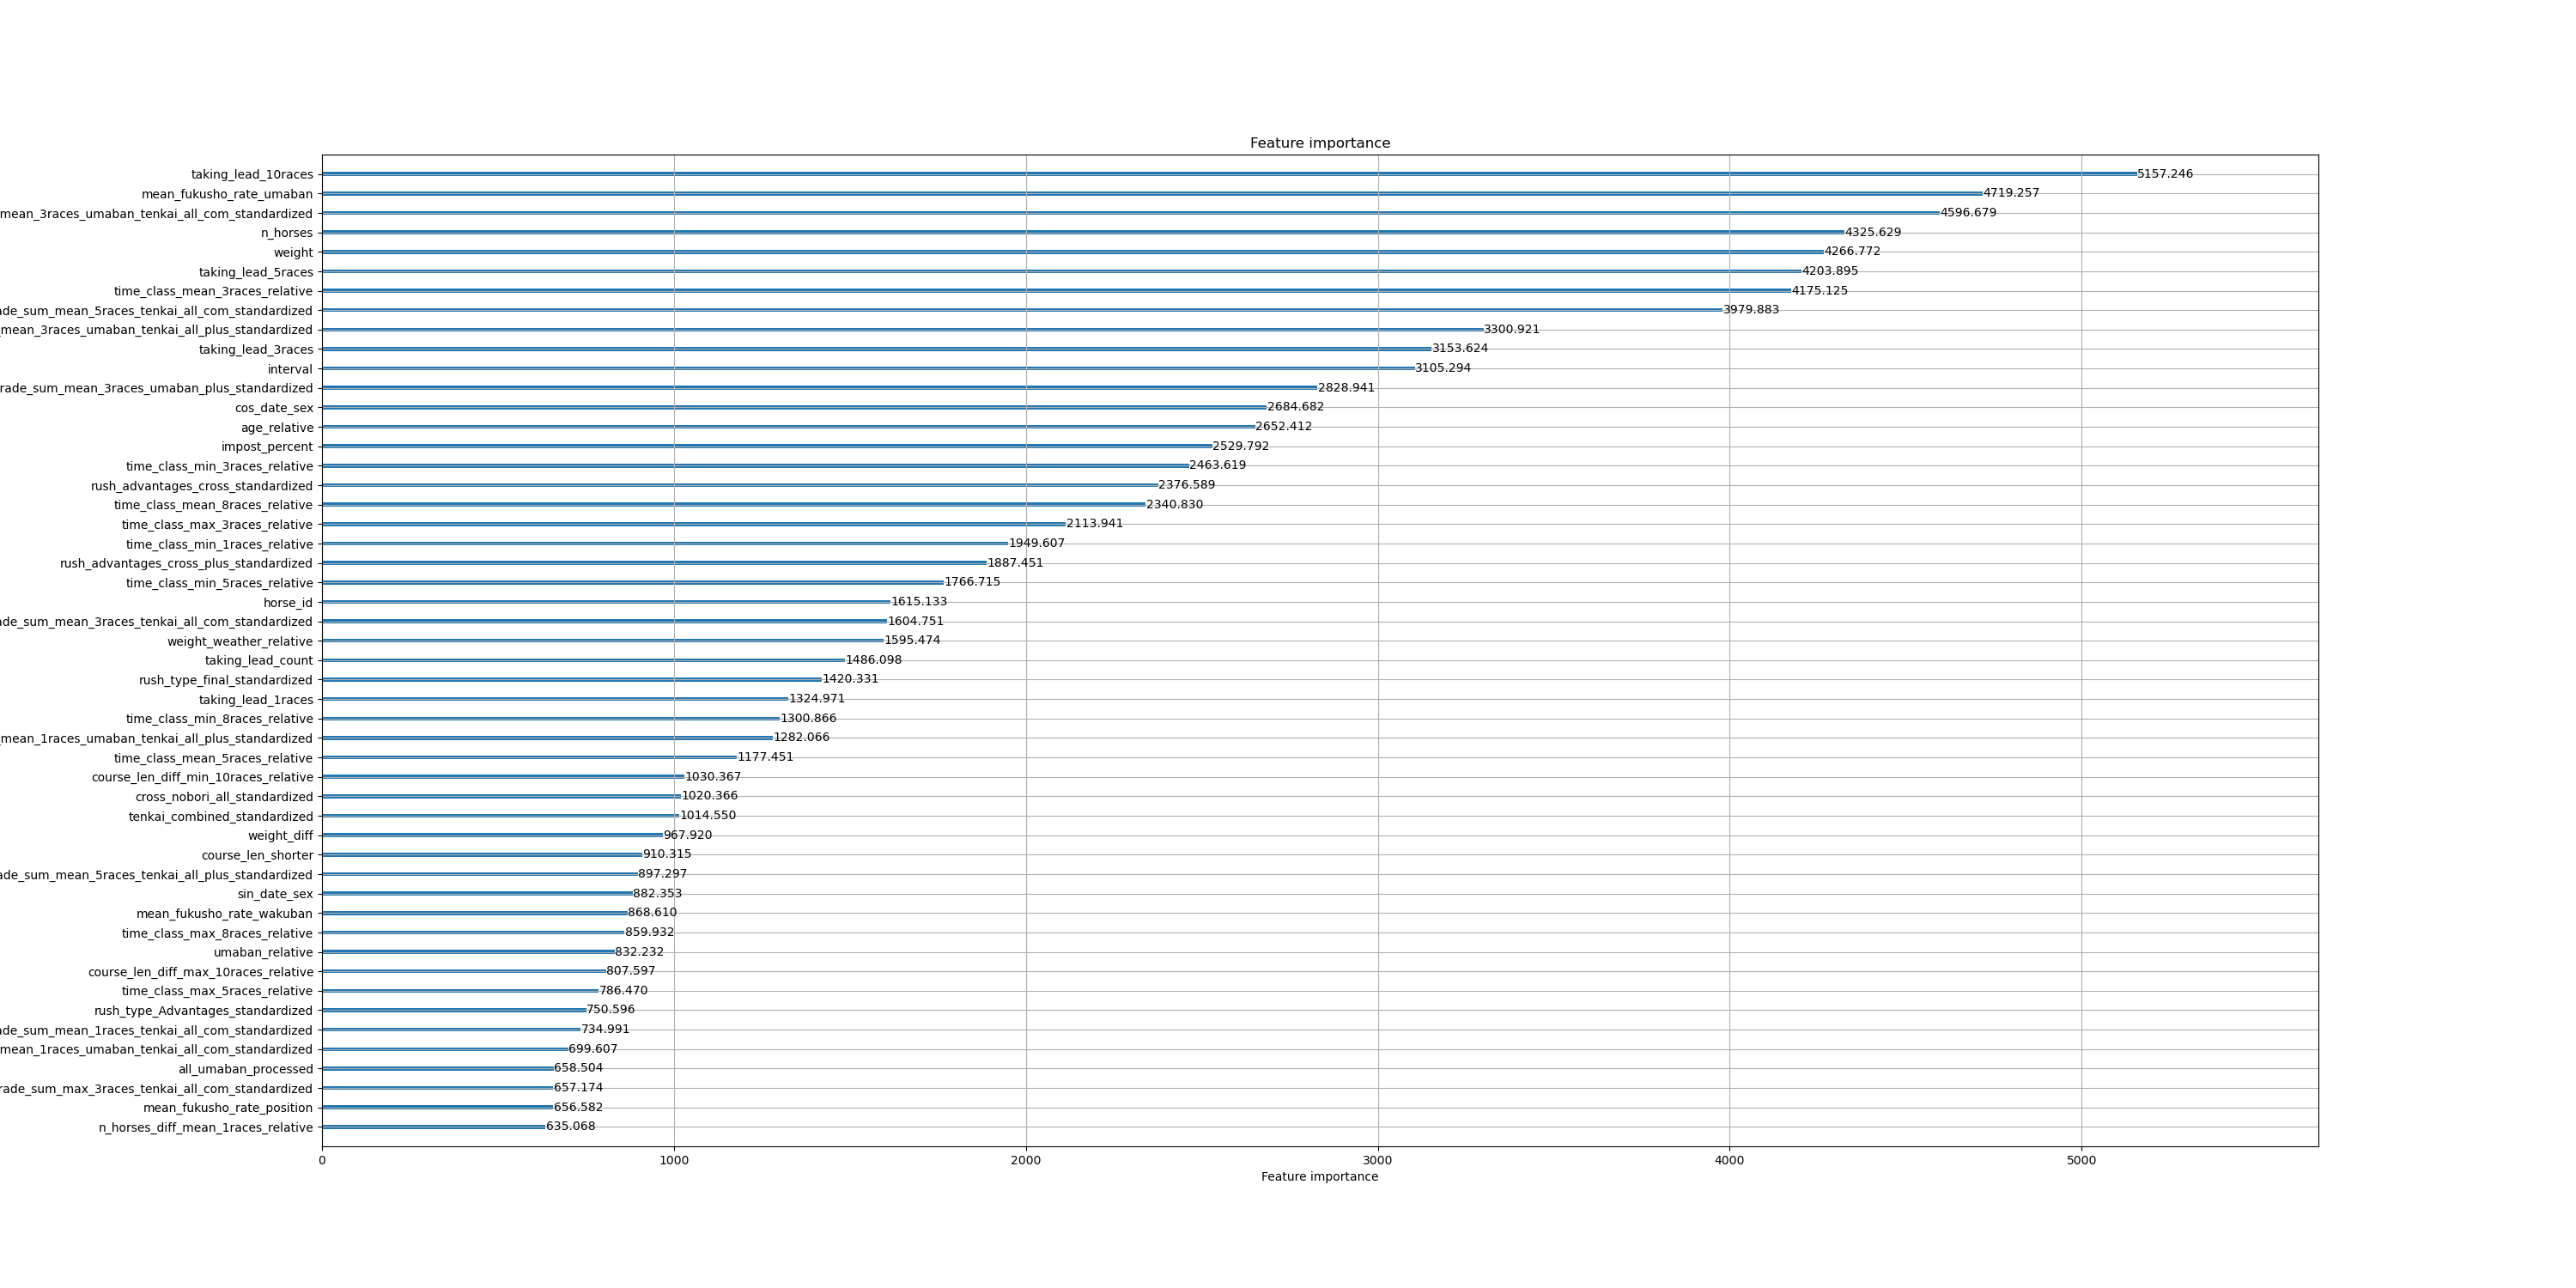 Feature importance
taking_lead_10races 5157.246
mean_fukusho_rate_umaban 4719.257
mean_3races_umaban_tenkai_all_com_standardized 4596.679
n_horses 4325.629
weight 4266.772
taking_lead_5races 4203.895
time_class_mean_3races_relative 4175.125
de_sum_mean_5races_tenkai_all_com_standardized 3979.883
mean_3races_umaban_tenkai_all_plus_standardized 3300.921
taking_lead_3races 3153.624
interval 3105.294
rade_sum_mean_3races_umaban_plus_standardized 2828.941
cos_date_sex 2684.682
age_relative 2652.412
impost_percent 2529.792
time_class_min_3races_relative 2463.619
rush_advantages_cross_standardized 2376.589
time_class_mean_8races_relative 2340.830
time_class_max_3races_relative 2113.941
time_class_min_1races_relative 1949.607
rush_advantages_cross_plus_standardized 1887.451
time_class_min_5races_relative 1766.715
horse_id 1615.133
de_sum_mean_3races_tenkai_all_com_standardized 1604.751
weight_weather_relative 1595.474
taking_lead_count 1486.098
rush_type_final_standardized 1420.331
taking_lead_1races 1324.971
time_class_min_8races_relative 1300.866
mean_1races_umaban_tenkai_all_plus_standardized 1282.066
time_class_mean_5races_relative 1177.451
course_len_diff_min_10races_relative 1030.367
cross_nobori_all_standardized 1020.366
tenkai_combined_standardized 1014.550
weight_diff 967.920
course_len_shorter 910.315
ade_sum_mean_5races_tenkai_all_plus_standardized 897.297
sin_date_sex 882.353
mean_fukusho_rate_wakuban 868.610
time_class_max_8races_relative 859.932
umaban_relative 832.232
course_len_diff_max_10races_relative 807.597
time_class_max_5races_relative 786.470
rush_type_Advantages_standardized 750.596
de_sum_mean_1races_tenkai_all_com_standardized 734.991
mean_1races_umaban_tenkai_all_com_standardized 699.607
all_umaban_processed 658.504
rade_sum_max_3races_tenkai_all_com_standardized 657.174
mean_fukusho_rate_position 656.582
n_horses_diff_mean_1races_relative 635.068
0 1000 2000 3000 4000 5000
Feature importance